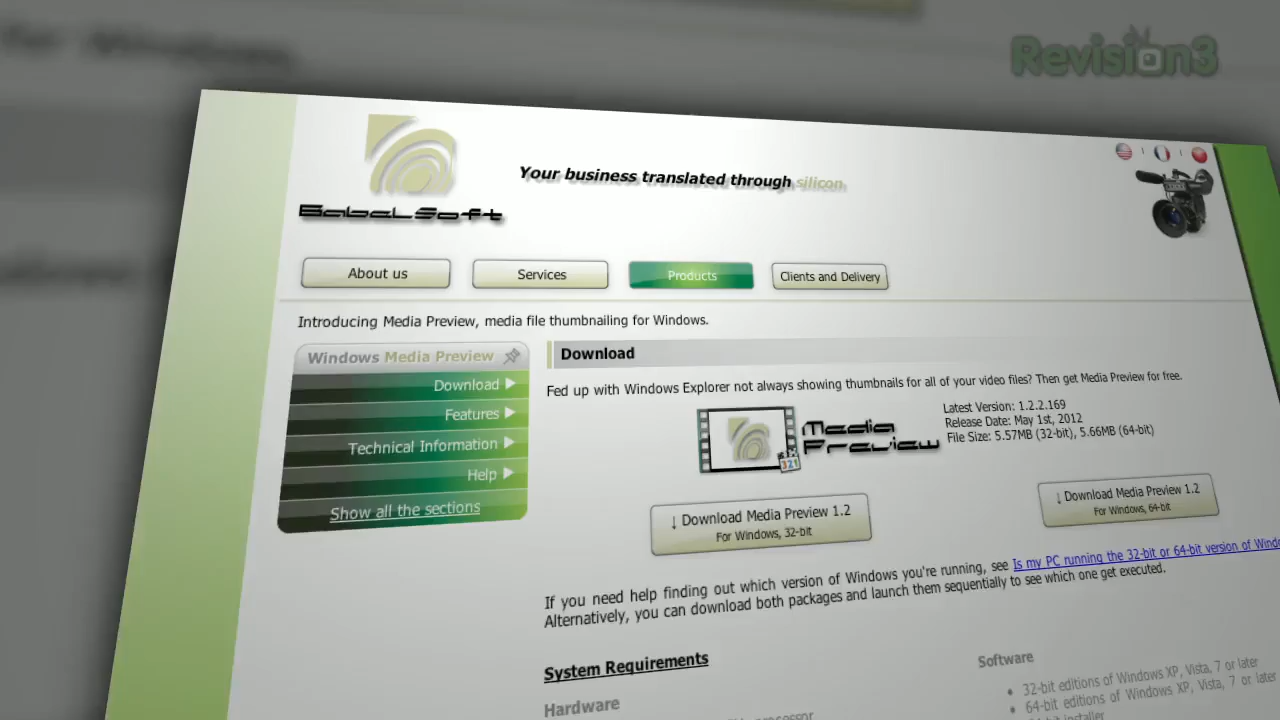 Revision3
Your business translated through silicon.
BabelSoft
About us
Services
Products
Clients and Delivery
Introducing Media Preview, media file thumbnailing for Windows.
Windows Media Preview
Download
Features
Technical Information
Help
Show all the sections
Download
Fed up with Windows Explorer not always showing thumbnails for all of your video files? Then get Media Preview for free.
Media
Preview
321
Latest Version: 1.2.2.169
Release Date: May 1st, 2012
File Size: 5.57MB (32-bit), 5.66MB (64-bit)
↓ Download Media Preview 1.2
For Windows, 32-bit
↓ Download Media Preview 1.2
For Windows, 64-bit
If you need help finding out which version of Windows you're running, see Is my PC running the 32-bit or 64-bit version of
Alternatively, you can download both packages and launch them sequentially to see which one get executed.
System Requirements
Hardware
processor
Software
32-bit editions of Windows XP, Vista, 7 or later
64-bit editions of Windows XP, Vista, 7 or later
installer